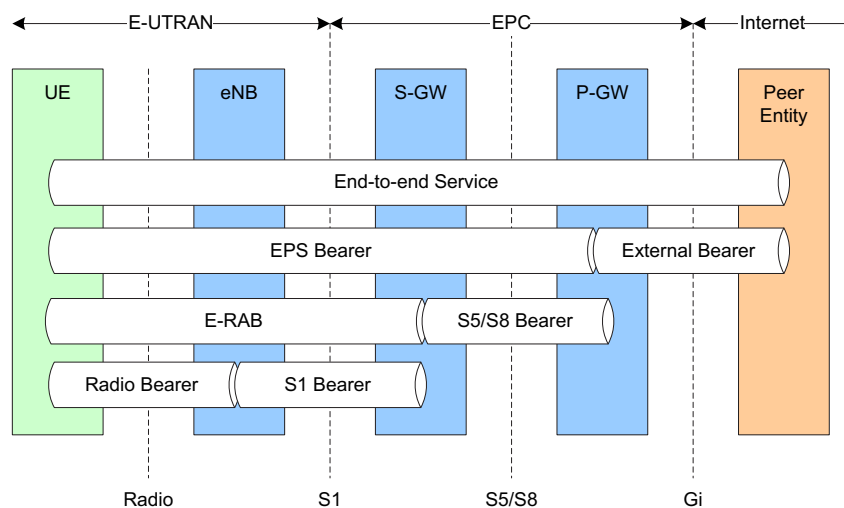 E-UTRAN EPC Internet
UE eNB S-GW P-GW Peer
Entity
End-to-end Service
EPS Bearer External Bearer
E-RAB S5/S8 Bearer
Radio Bearer S1 Bearer
Radio S1 S5/S8 Gi